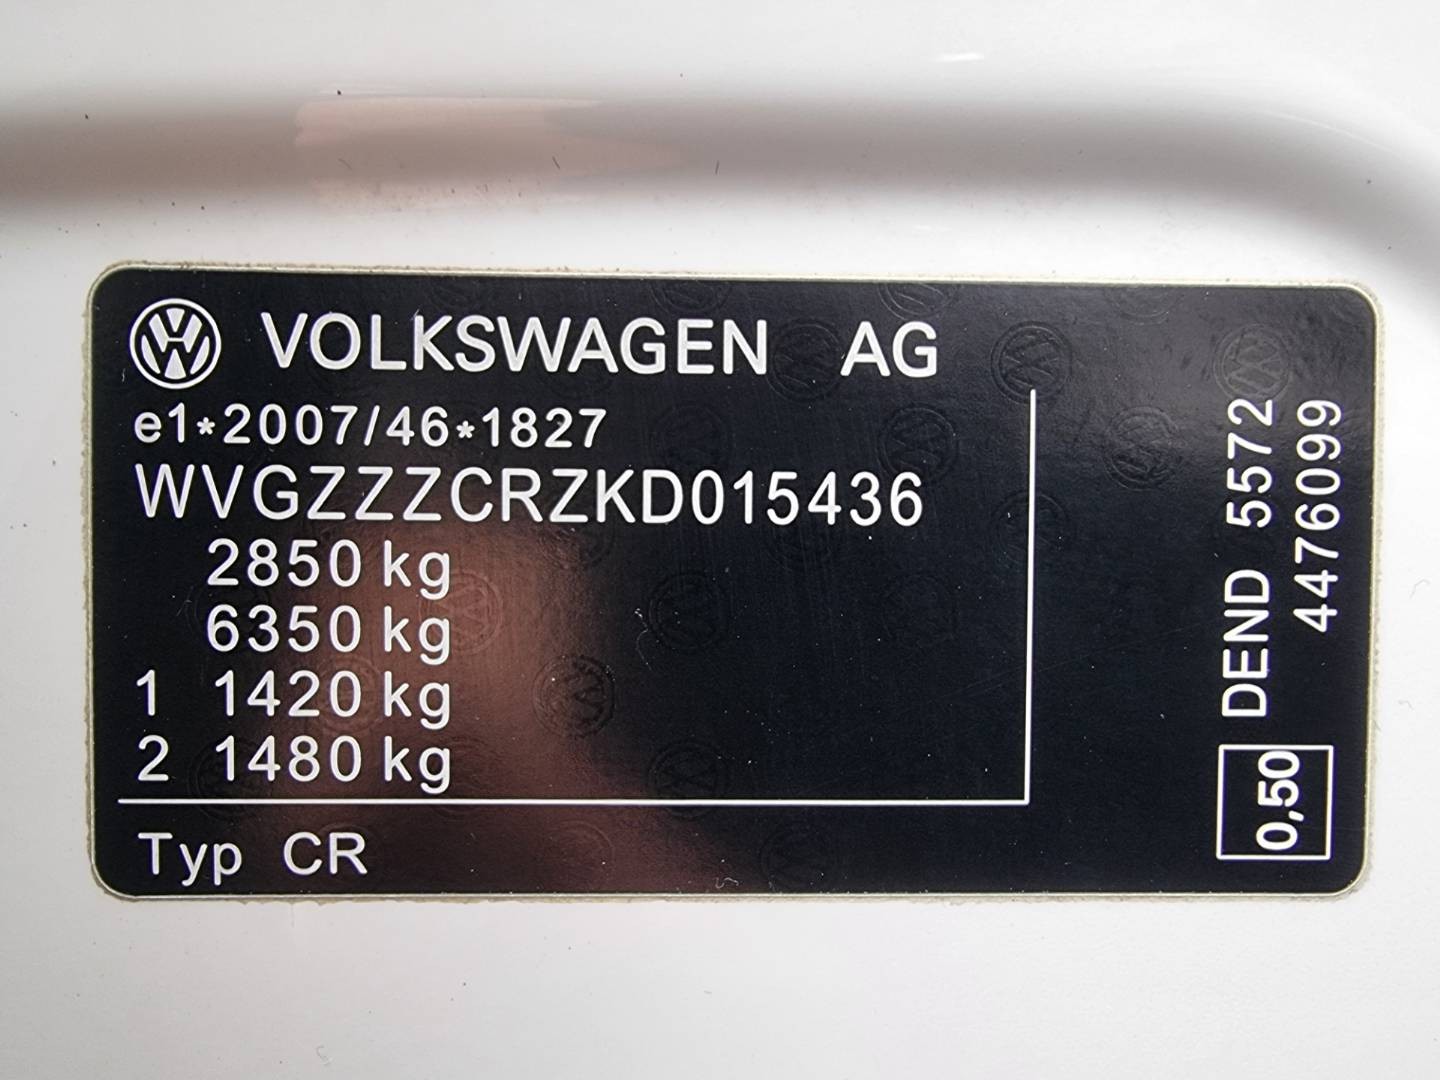 VOLKSWAGEN AG
e1*2007/46*1827
WVGZZZCRZKD015436
2850 kg
6350 kg
1 1420 kg
2 1480 kg
Typ CR
DEND 5572
4476099
0,50